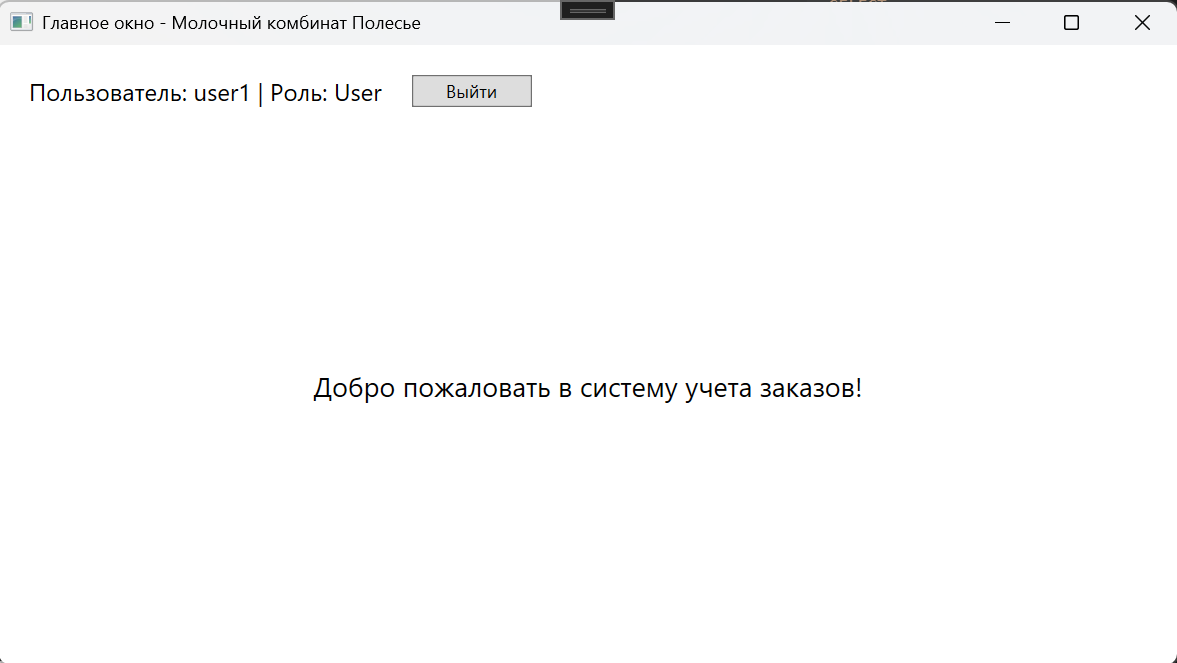 Главное окно - Молочный комбинат Полесье
Пользователь: user1 | Роль: User Выйти
Добро пожаловать в систему учета заказов!